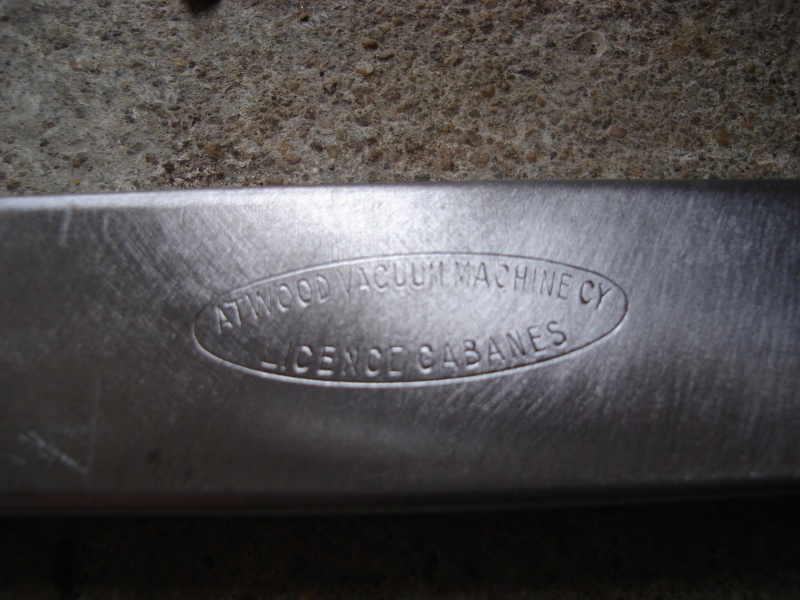 ATWOOD VACUUM MACHINE CY
LICENCE CABANES